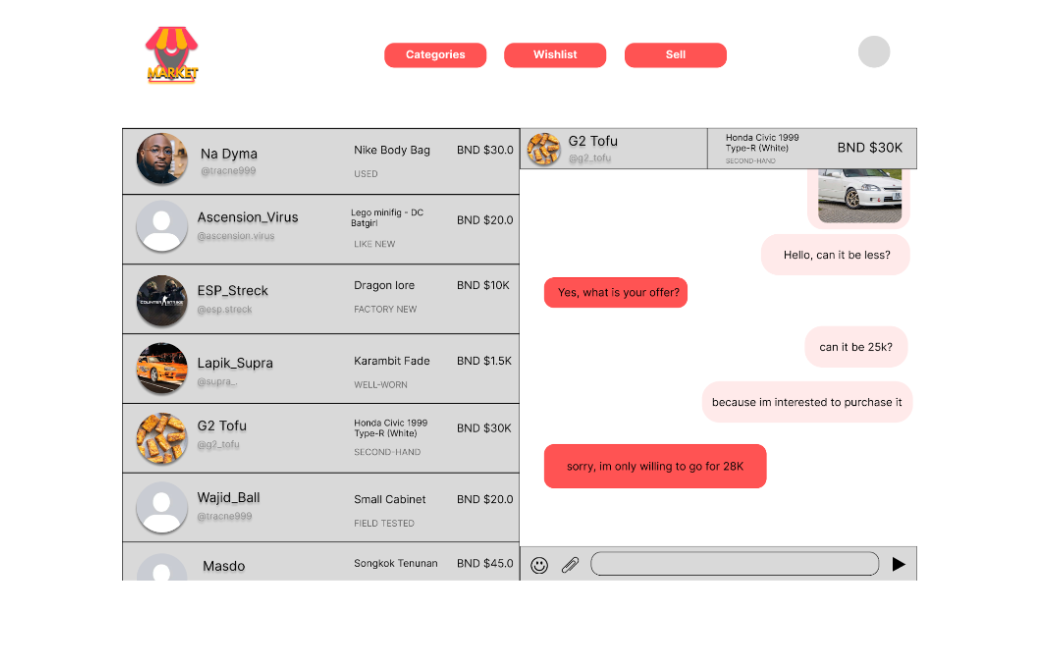 MARKET
Categories
Wishlist
Sell
Na Dyma
@tracne999
Nike Body Bag
USED
BND $30.0
Ascension_Virus
@ascension.virus
Lego minifig - DC
Batgirl
LIKE NEW
BND $20.0
ESP_Streck
@esp.streck
Dragon lore
FACTORY NEW
BND $10K
Lapik_Supra
@supra_.
Karambit Fade
WELL-WORN
BND $1.5K
G2 Tofu
@g2_tofu
Honda Civic 1999
Type-R (White)
SECOND-HAND
BND $30K
Wajid_Ball
@tracne999
Small Cabinet
FIELD TESTED
BND $20.0
Masdo
Songkok Tenunan
BND $45.0
G2 Tofu
@g2_tofu
Honda Civic 1999
Type-R (White)
SECOND-HAND
BND $30K
Hello, can it be less?
Yes, what is your offer?
can it be 25k?
because im interested to purchase it
sorry, im only willing to go for 28K